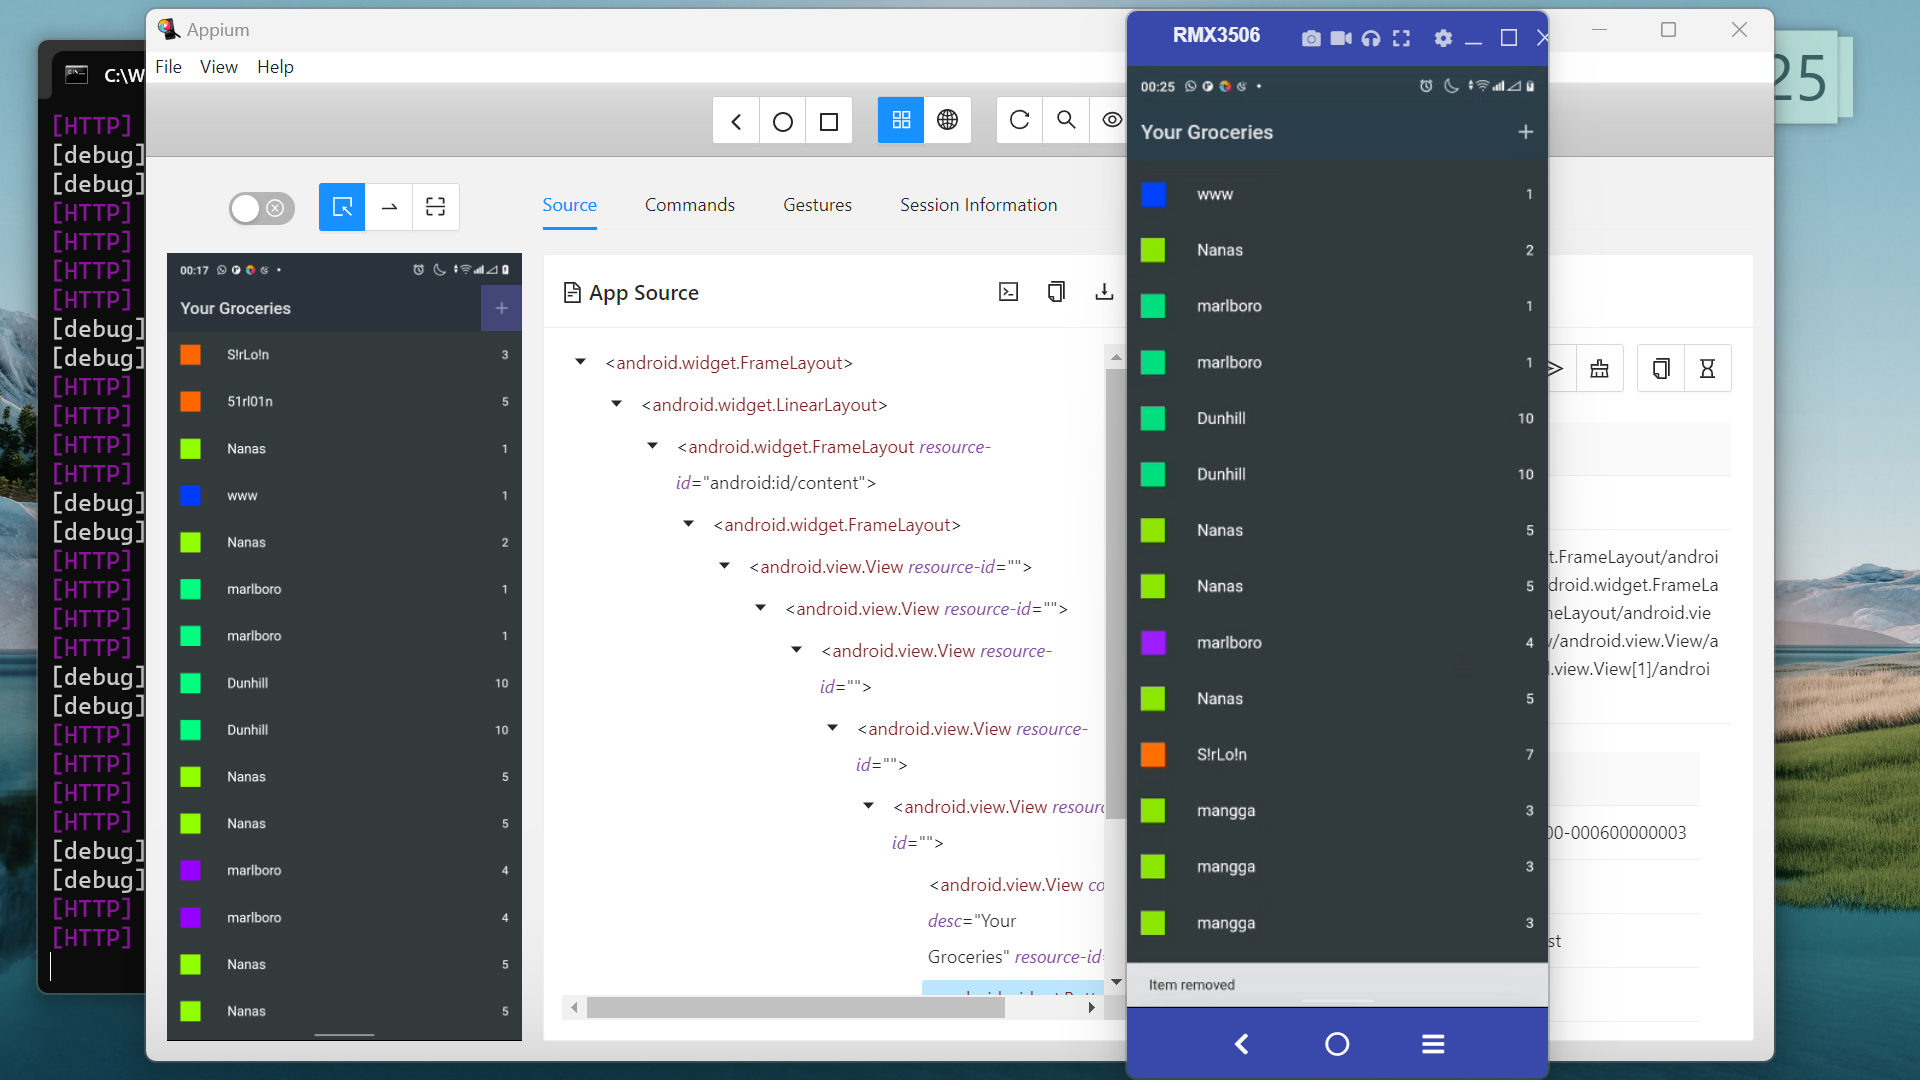 Appium
File View Help
C:\W
[HTTP]
[debug]
[debug]
[HTTP]
[HTTP]
[HTTP]
[HTTP]
[debug]
[debug]
[HTTP]
[HTTP]
[HTTP]
[HTTP]
[debug]
[debug]
[HTTP]
[HTTP]
[HTTP]
[HTTP]
[debug]
[debug]
[HTTP]
[HTTP]
[HTTP]
[HTTP]
[debug]
[debug]
[HTTP]
[HTTP]
Source Commands Gestures Session Information
00:17
Your Groceries +
S!rLo!n 3
51rl01n 5
Nanas 1
www 1
Nanas 2
marlboro 1
marlboro 1
Dunhill 10
Dunhill 10
Nanas 5
Nanas 5
marlboro 4
marlboro 4
Nanas 5
Nanas 5
App Source
<android.widget.FrameLayout>
<android.widget.LinearLayout>
<android.widget.FrameLayout resource-
id="android:id/content">
<android.widget.FrameLayout>
<android.view.View resource-id="">
<android.view.View resource-id="">
<android.view.View resource-
id="">
<android.view.View resource-
id="">
<android.view.View resourc
id="">
<android.view.View co
desc="Your
Groceries" resource-id=
RMX3506
00:25
Your Groceries +
www 1
Nanas 2
marlboro 1
marlboro 1
Dunhill 10
Dunhill 10
Nanas 5
Nanas 5
marlboro 4
Nanas 5
S!rLo!n 7
mangga 3
mangga 3
mangga 3
Item removed
t.FrameLayout/androi
droid.widget.FrameLa
neLayout/android.vie
/android.view.View/a
.view.View[1]/androi
00-000600000003
st
25